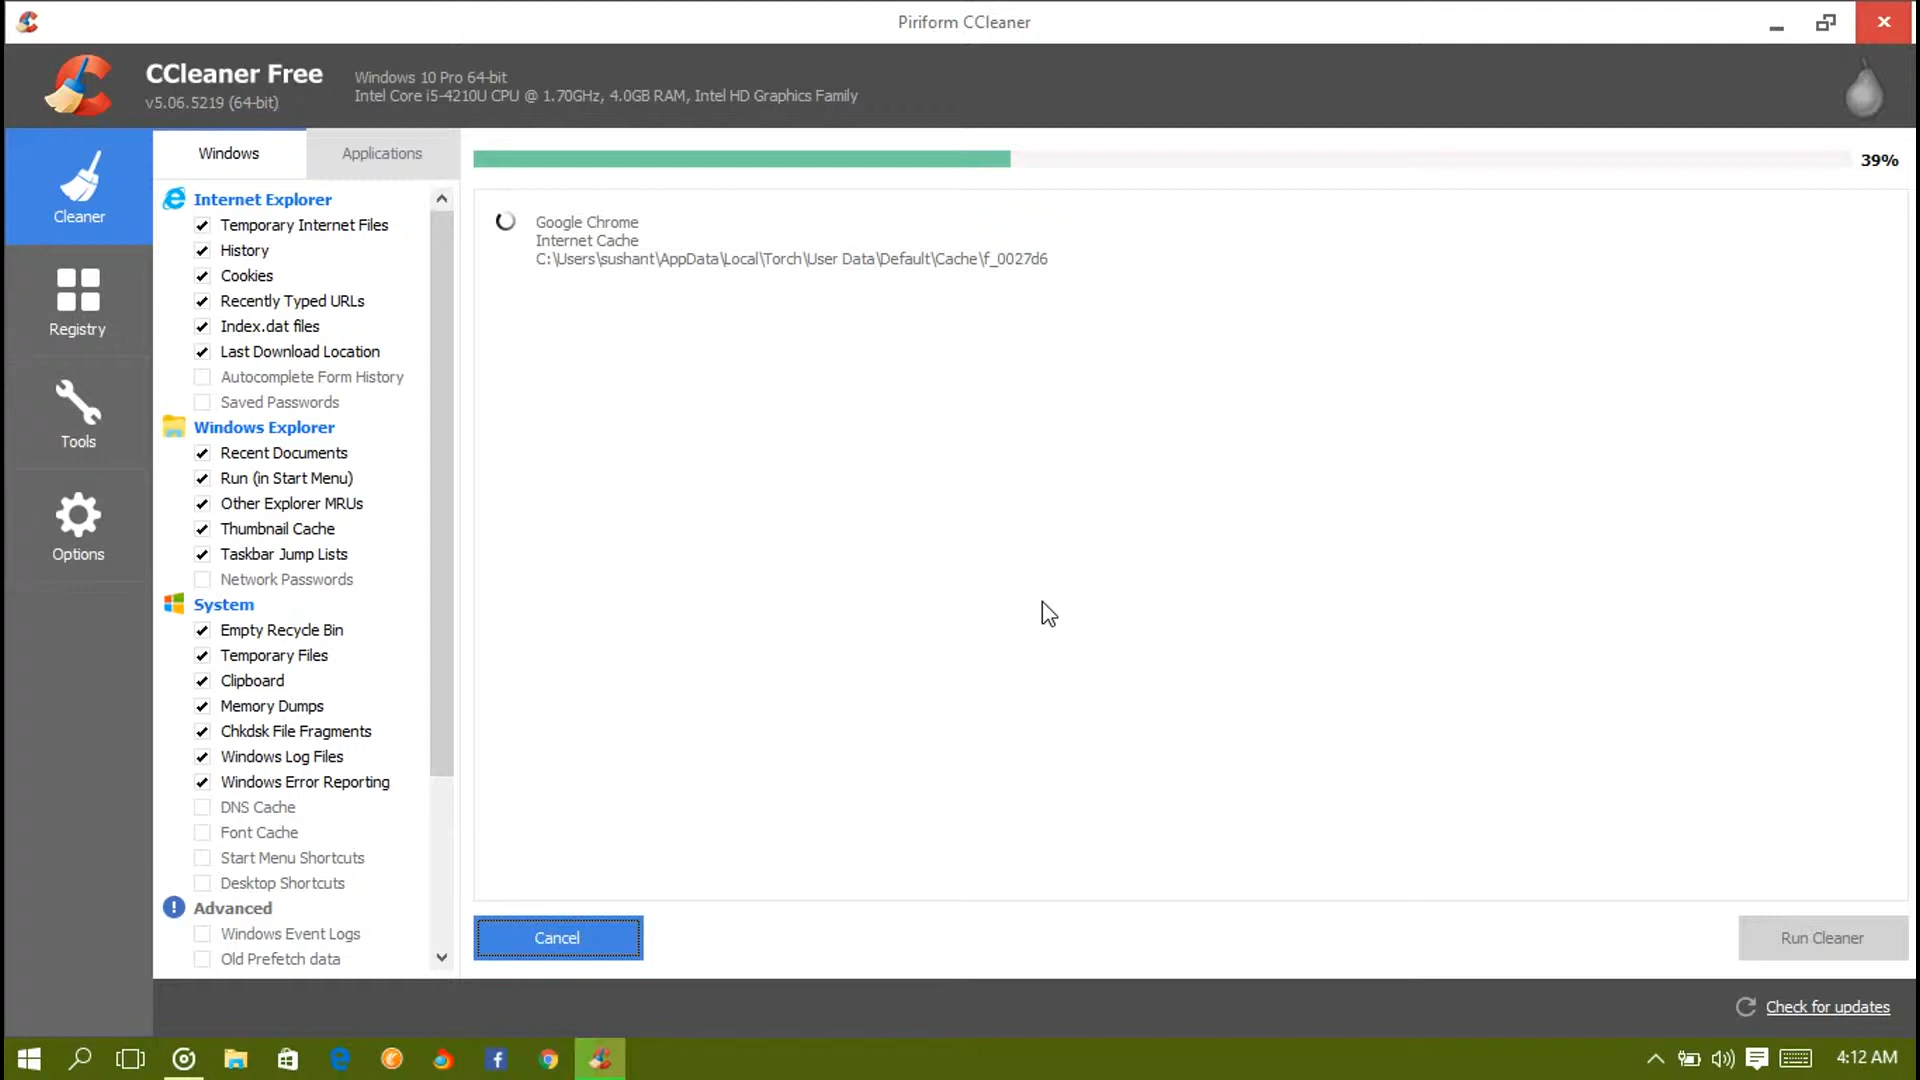 Piriform CCleaner
CCleaner Free
v5.06.5219 (64-bit)
Windows 10 Pro 64-bit
Intel Core i5-4210U CPU @ 1.70GHz, 4.0GB RAM, Intel HD Graphics Family
Cleaner
Registry
Tools
Options
Windows
Applications
Internet Explorer
Temporary Internet Files
History
Cookies
Recently Typed URLs
Index.dat files
Last Download Location
Autocomplete Form History
Saved Passwords
Windows Explorer
Recent Documents
Run (in Start Menu)
Other Explorer MRUs
Thumbnail Cache
Taskbar Jump Lists
Network Passwords
System
Empty Recycle Bin
Temporary Files
Clipboard
Memory Dumps
Chkdsk File Fragments
Windows Log Files
Windows Error Reporting
DNS Cache
Font Cache
Start Menu Shortcuts
Desktop Shortcuts
Advanced
Windows Event Logs
Old Prefetch data
39%
Google Chrome
Internet Cache
C:\Users\sushant\AppData\Local\Torch\User Data\Default\Cache\f_0027d6
Cancel
Run Cleaner
Check for updates
4:12 AM